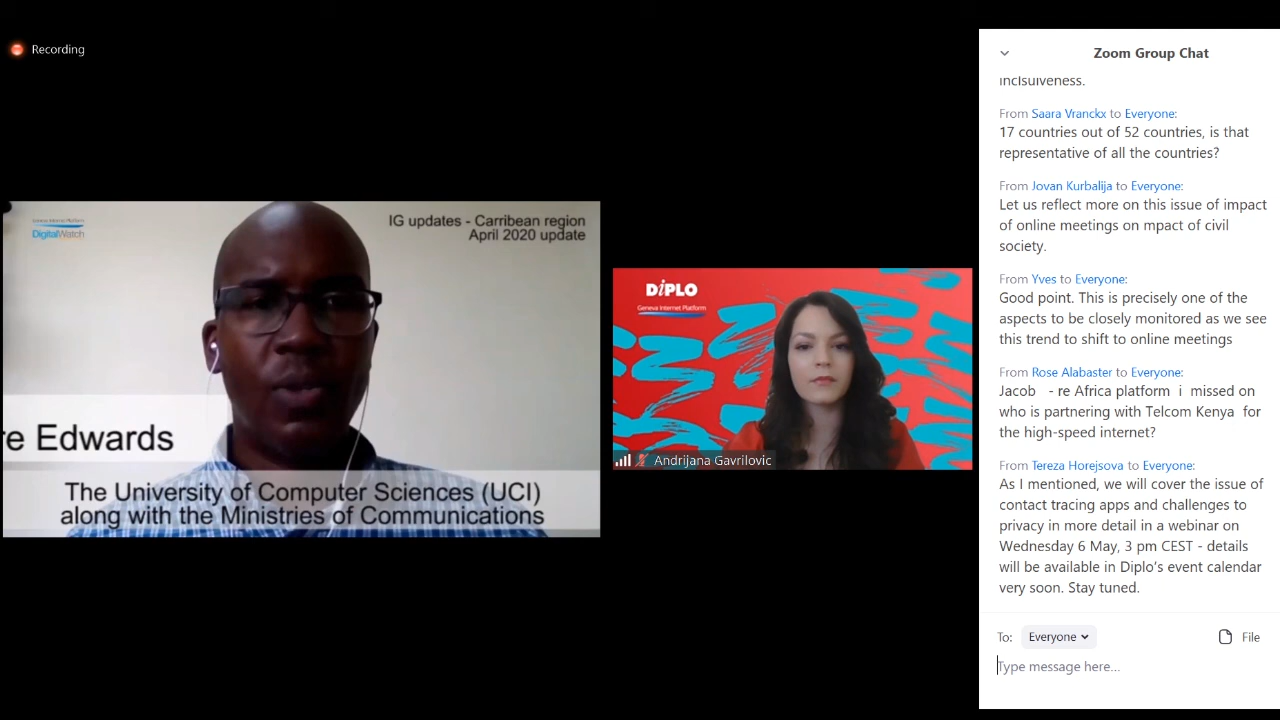 Recording
IG updates - Carribean region
April 2020 update
Geneva Internet Platform
DigitalWatch
re Edwards
The University of Computer Sciences (UCI)
along with the Ministries of Communications
DiPLO
Geneva Internet Platform
Andrijana Gavrilovic
Zoom Group Chat
inclsuiveness.
From Saara Vranckx to Everyone:
17 countries out of 52 countries, is that
representative of all the countries?
From Jovan Kurbalija to Everyone:
Let us reflect more on this issue of impact
of online meetings on mpact of civil
society.
From Yves to Everyone:
Good point. This is precisely one of the
aspects to be closely monitored as we see
this trend to shift to online meetings
From Rose Alabaster to Everyone:
Jacob - re Africa platform i missed on
who is partnering with Telcom Kenya for
the high-speed internet?
From Tereza Horejsova to Everyone:
As I mentioned, we will cover the issue of
contact tracing apps and challenges to
privacy in more detail in a webinar on
Wednesday 6 May, 3 pm CEST - details
will be available in Diplo's event calendar
very soon. Stay tuned.
To: Everyone File
Type message here...